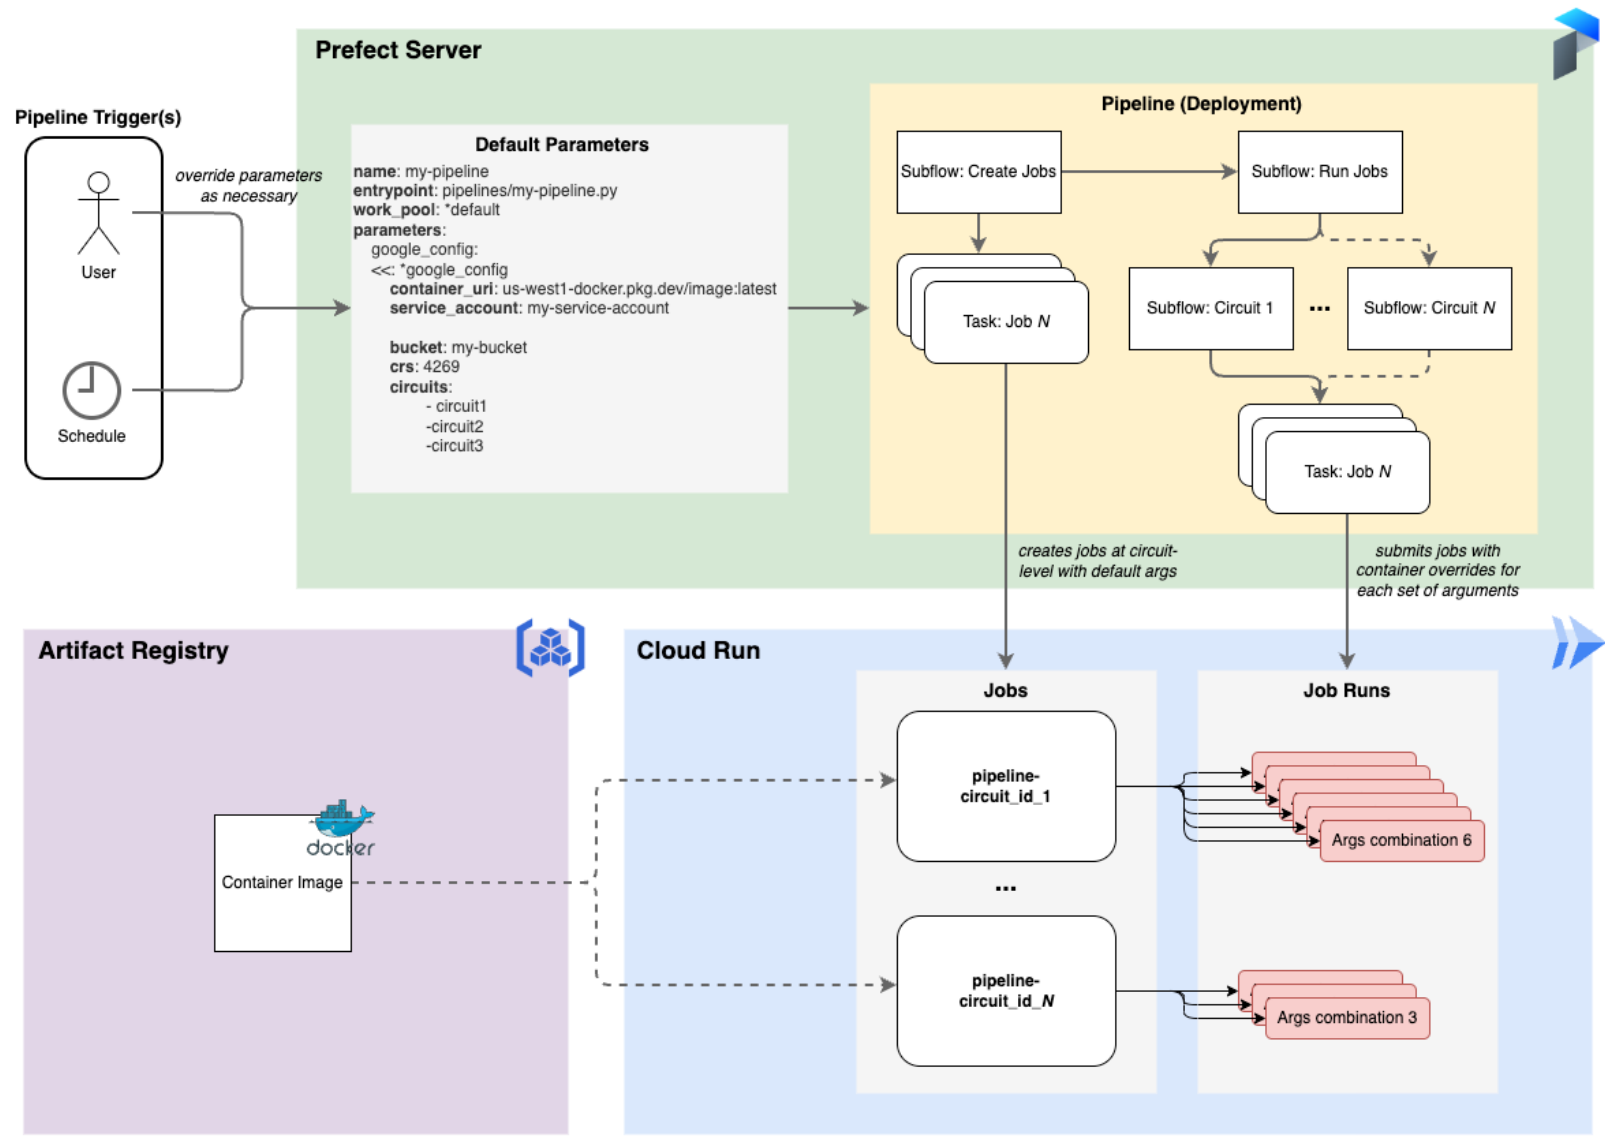 Prefect Server
Pipeline Trigger(s)
User
Schedule
override parameters
as necessary
Default Parameters
name: my-pipeline
entrypoint: pipelines/my-pipeline.py
work_pool: *default
parameters:
google_config:
<<: *google_config
container_uri: us-west1-docker.pkg.dev/image:latest
service_account: my-service-account
bucket: my-bucket
crs: 4269
circuits:
- circuit1
-circuit2
-circuit3
Pipeline (Deployment)
Subflow: Create Jobs
Subflow: Run Jobs
Task: Job N
Subflow: Circuit 1
...
Subflow: Circuit N
Task: Job N
creates jobs at circuit-
level with default args
submits jobs with
container overrides for
each set of arguments
Artifact Registry
docker
Container Image
Cloud Run
Jobs
pipeline-
circuit_id_1
...
pipeline-
circuit_id_N
Job Runs
Args combination 6
Args combination 3